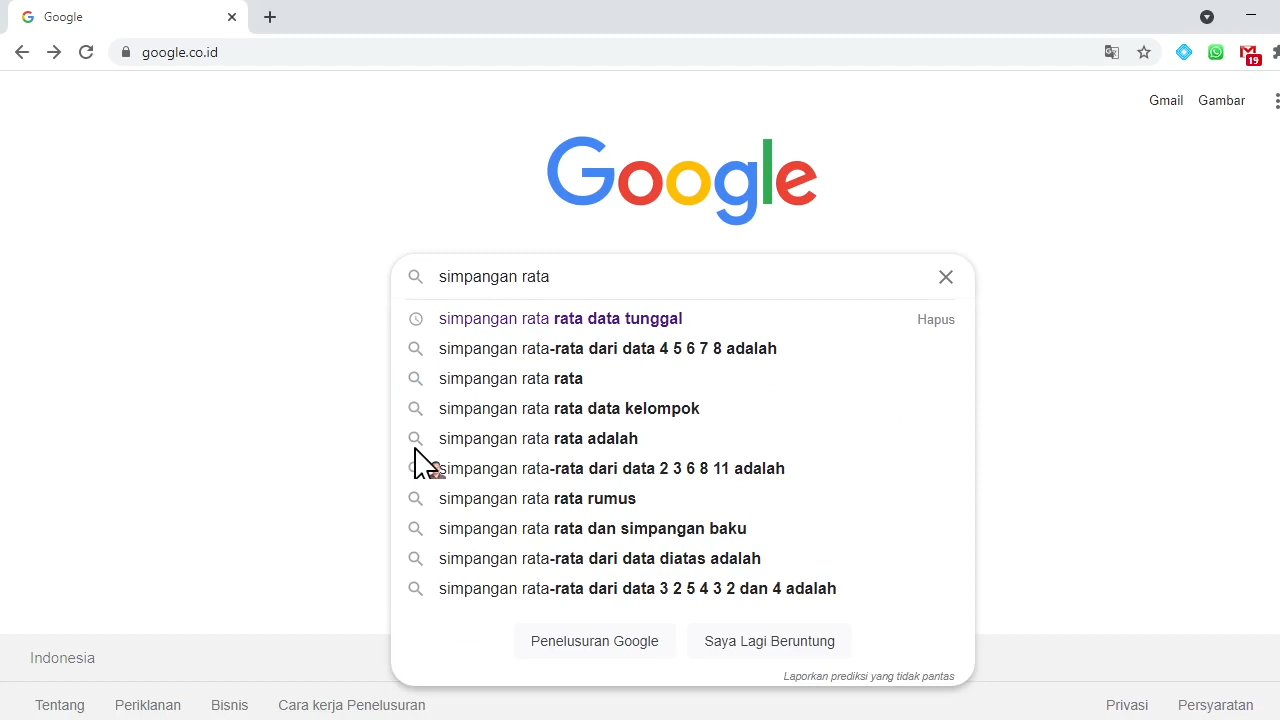 Google
google.co.id
19
Gmail Gambar
Google
simpangan rata
simpangan rata rata data tunggal Hapus
simpangan rata-rata dari data 4 5 6 7 8 adalah
simpangan rata rata
simpangan rata rata data kelompok
simpangan rata rata adalah
simpangan rata-rata dari data 2 3 6 8 11 adalah
simpangan rata rata rumus
simpangan rata rata dan simpangan baku
simpangan rata-rata dari data diatas adalah
simpangan rata-rata dari data 3 2 5 4 3 2 dan 4 adalah
Penelusuran Google Saya Lagi Beruntung
Laporkan prediksi yang tidak pantas
Indonesia
Tentang Periklanan Bisnis Cara kerja Penelusuran Privasi Persyaratan